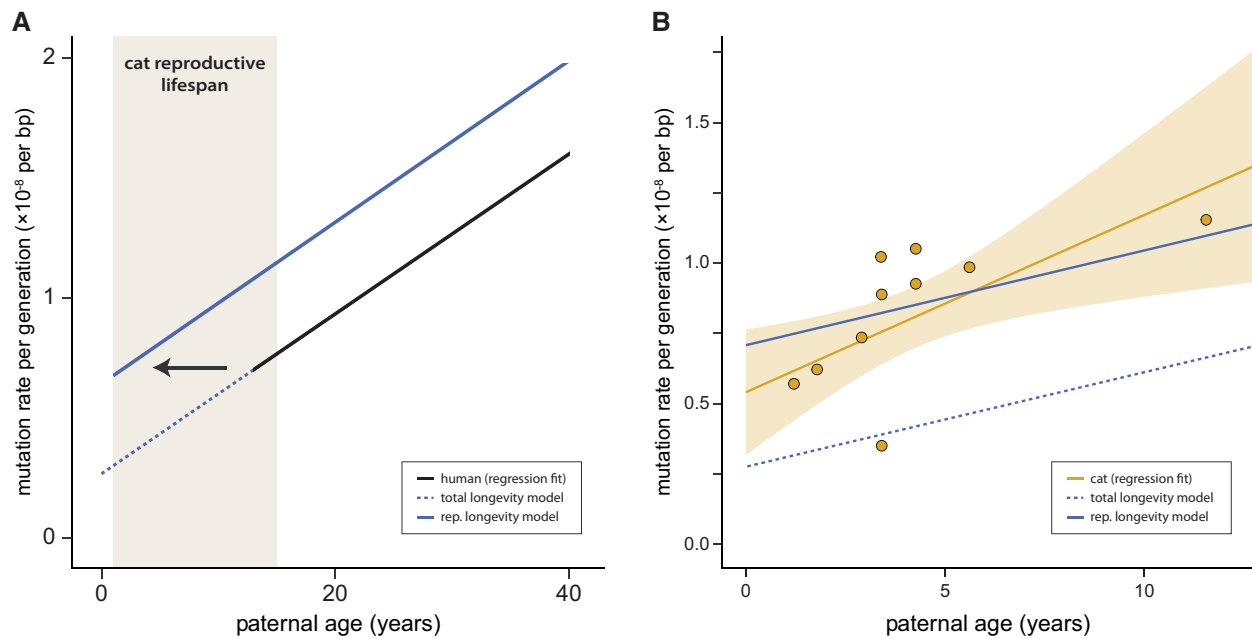 A
cat reproductive
lifespan
mutation rate per generation (×10⁻⁸ per bp)
2
1
0
0
20
40
paternal age (years)
human (regression fit)
total longevity model
rep. longevity model
B
mutation rate per generation (×10⁻⁸ per bp)
1.5
1.0
0.5
0.0
0
5
10
paternal age (years)
cat (regression fit)
total longevity model
rep. longevity model